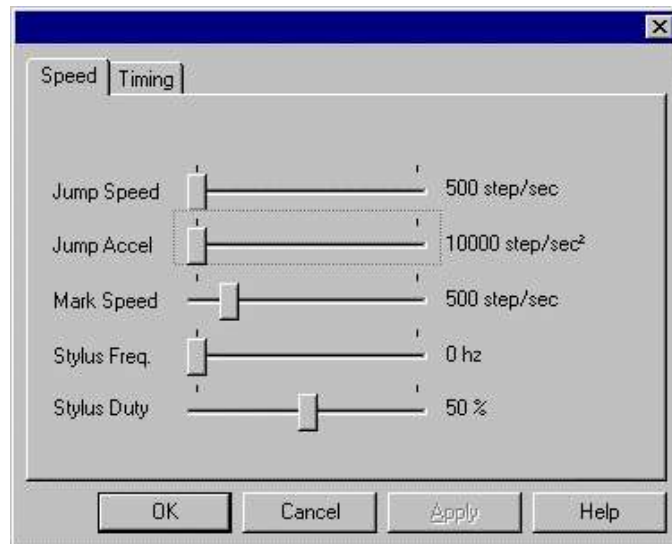 Speed Timing
Jump Speed 500 step/sec
Jump Accel 10000 step/sec²
Mark Speed 500 step/sec
Stylus Freq. 0 hz
Stylus Duty 50 %
OK Cancel Apply Help